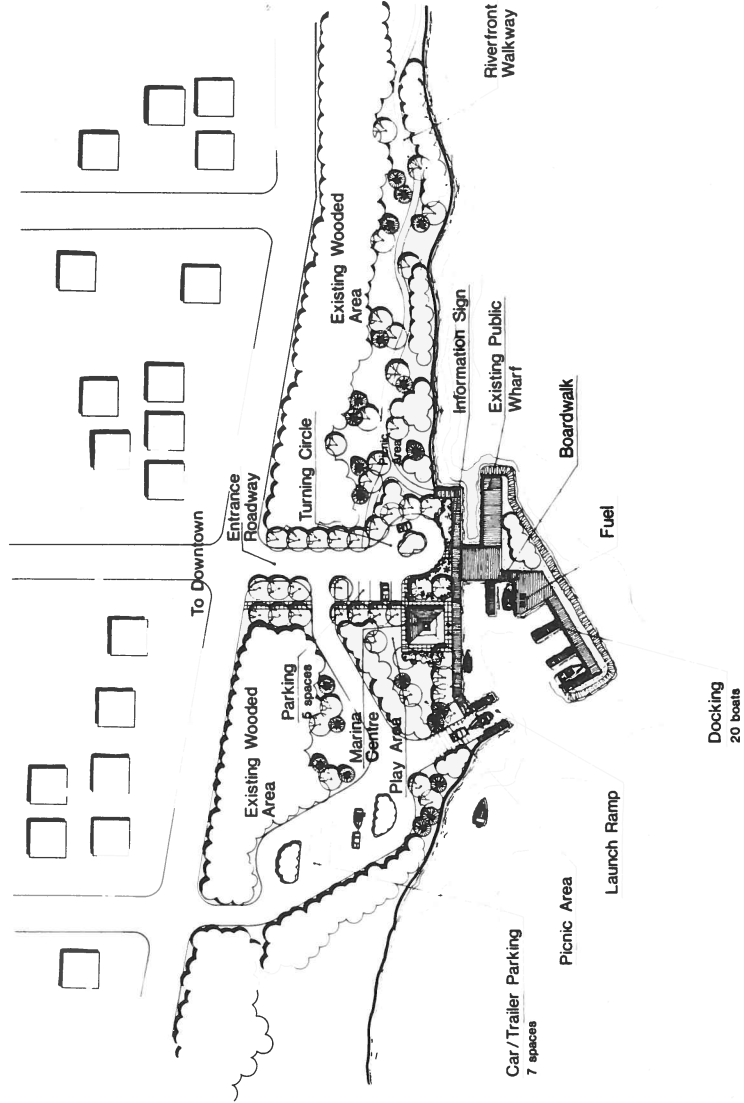 Riverfront
Walkway
Existing Wooded
Area
Information Sign
Existing Public
Wharf
Boardwalk
Turning Circle
Picnic
Area
Entrance
Roadway
To Downtown
Fuel
Parking
5 spaces
Existing Wooded
Area
Marina
Centre
Play Area
Docking
20 boats
Launch Ramp
Picnic Area
Car/Trailer Parking
7 spaces